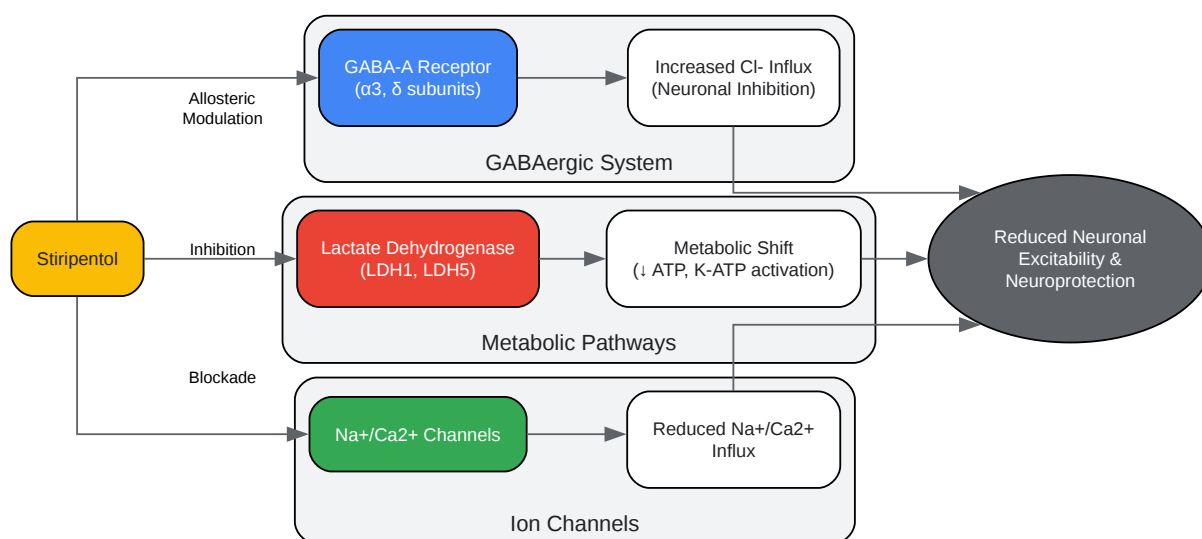 GABA-A Receptor
(α3, δ subunits)
Increased Cl- Influx
(Neuronal Inhibition)
Allosteric
Modulation
GABAergic System
Stiripentol
Inhibition
Lactate Dehydrogenase
(LDH1, LDH5)
Metabolic Shift
(↓ ATP, K-ATP activation)
Reduced Neuronal
Excitability &
Neuroprotection
Metabolic Pathways
Blockade
Na+/Ca2+ Channels
Reduced Na+/Ca2+
Influx
Ion Channels